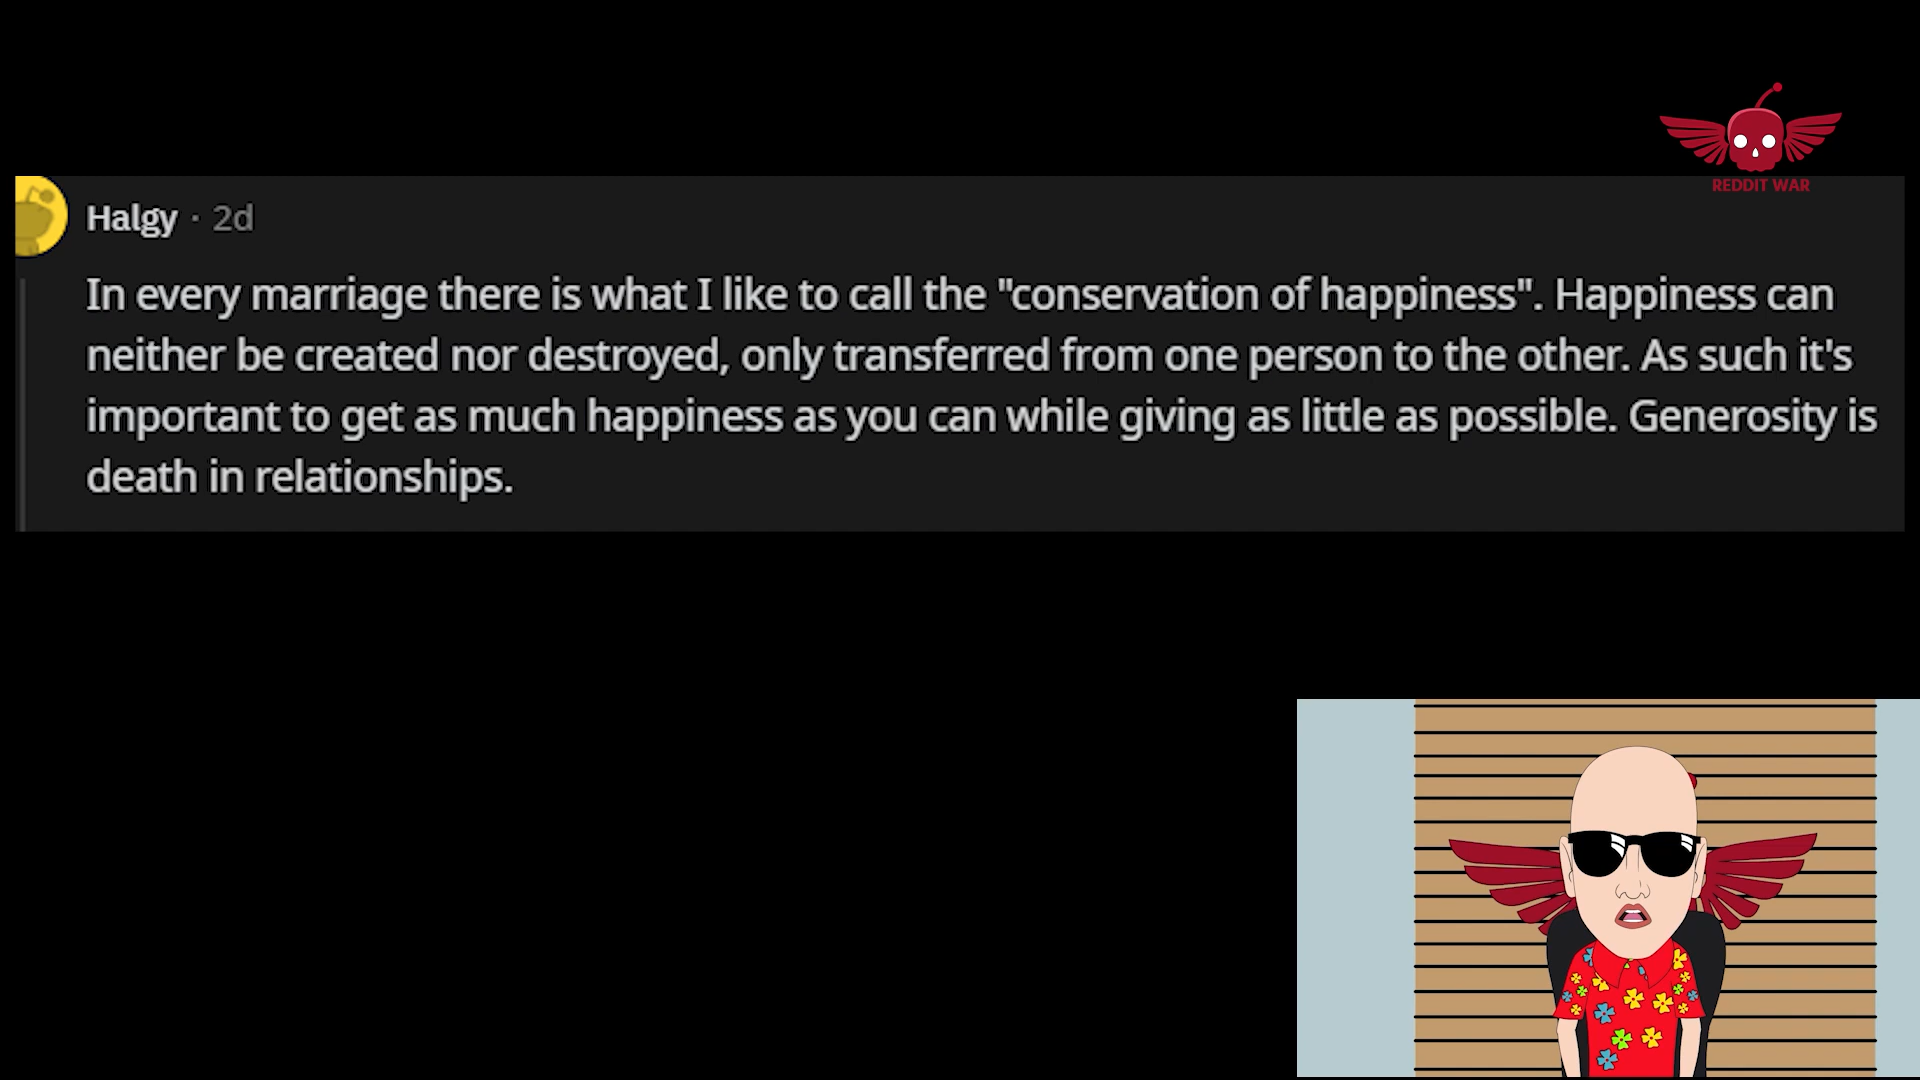 REDDIT WAR
Halgy · 2d
In every marriage there is what I like to call the "conservation of happiness". Happiness can
neither be created nor destroyed, only transferred from one person to the other. As such it's
important to get as much happiness as you can while giving as little as possible. Generosity is
death in relationships.